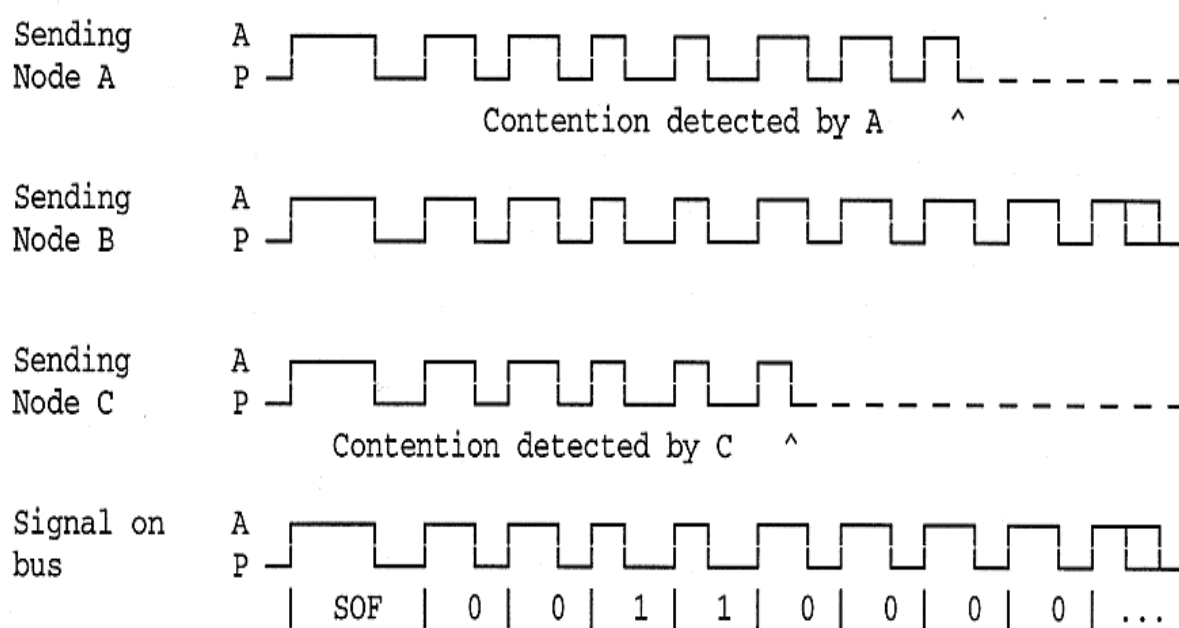 Sending A
Node A P
Contention detected by A ^
Sending A
Node B P
Sending A
Node C P
Contention detected by C ^
Signal on A
bus P
| SOF | 0 | 0 | 1 | 1 | 0 | 0 | 0 | 0 | ...